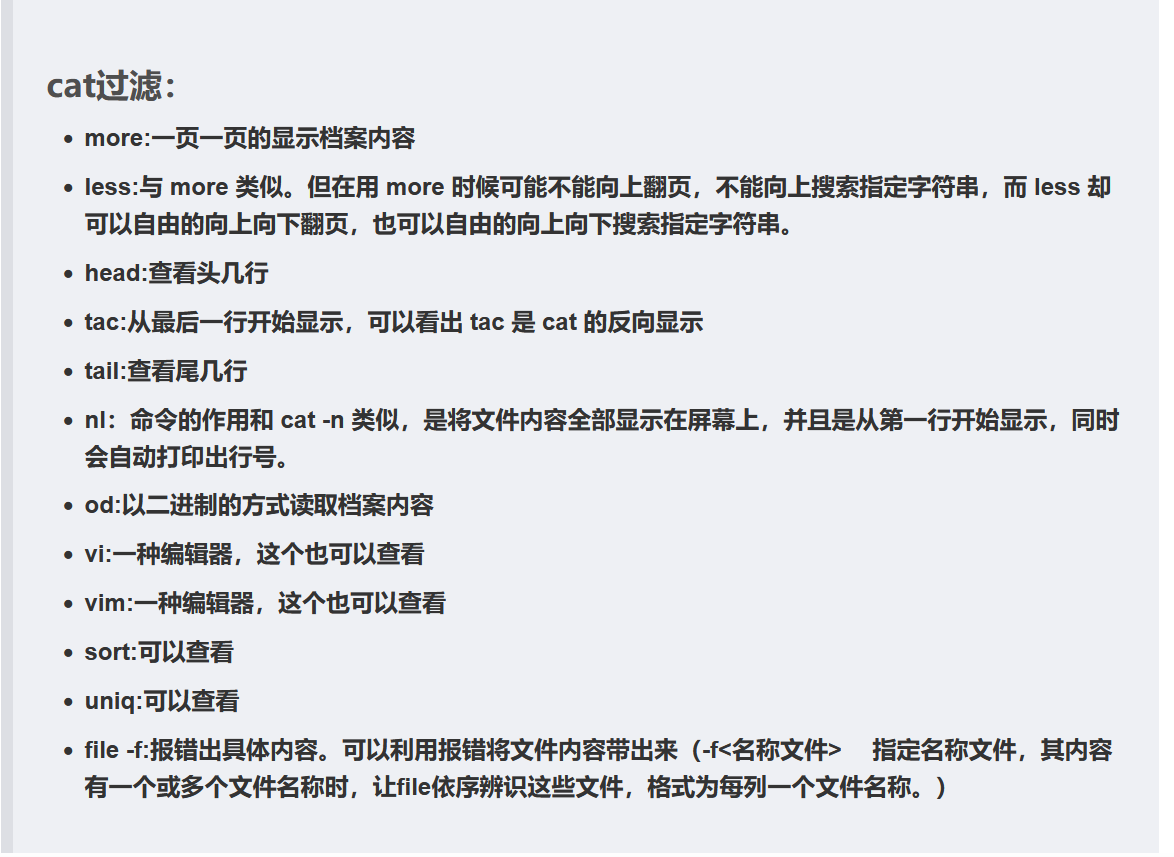 cat过滤：
more:一页一页的显示档案内容
less:与 more 类似。但在用 more 时候可能不能向上翻页，不能向上搜索指定字符串，而 less 却
可以自由的向上向下翻页，也可以自由的向上向下搜索指定字符串。
head:查看头几行
tac:从最后一行开始显示，可以看出 tac 是 cat 的反向显示
tail:查看尾几行
nl：命令的作用和 cat -n 类似，是将文件内容全部显示在屏幕上，并且是从第一行开始显示，同时
会自动打印出行号。
od:以二进制的方式读取档案内容
vi:一种编辑器，这个也可以查看
vim:一种编辑器，这个也可以查看
sort:可以查看
uniq:可以查看
file -f:报错出具体内容。可以利用报错将文件内容带出来（-f<名称文件>　指定名称文件，其内容
有一个或多个文件名称时，让file依序辨识这些文件，格式为每列一个文件名称。）